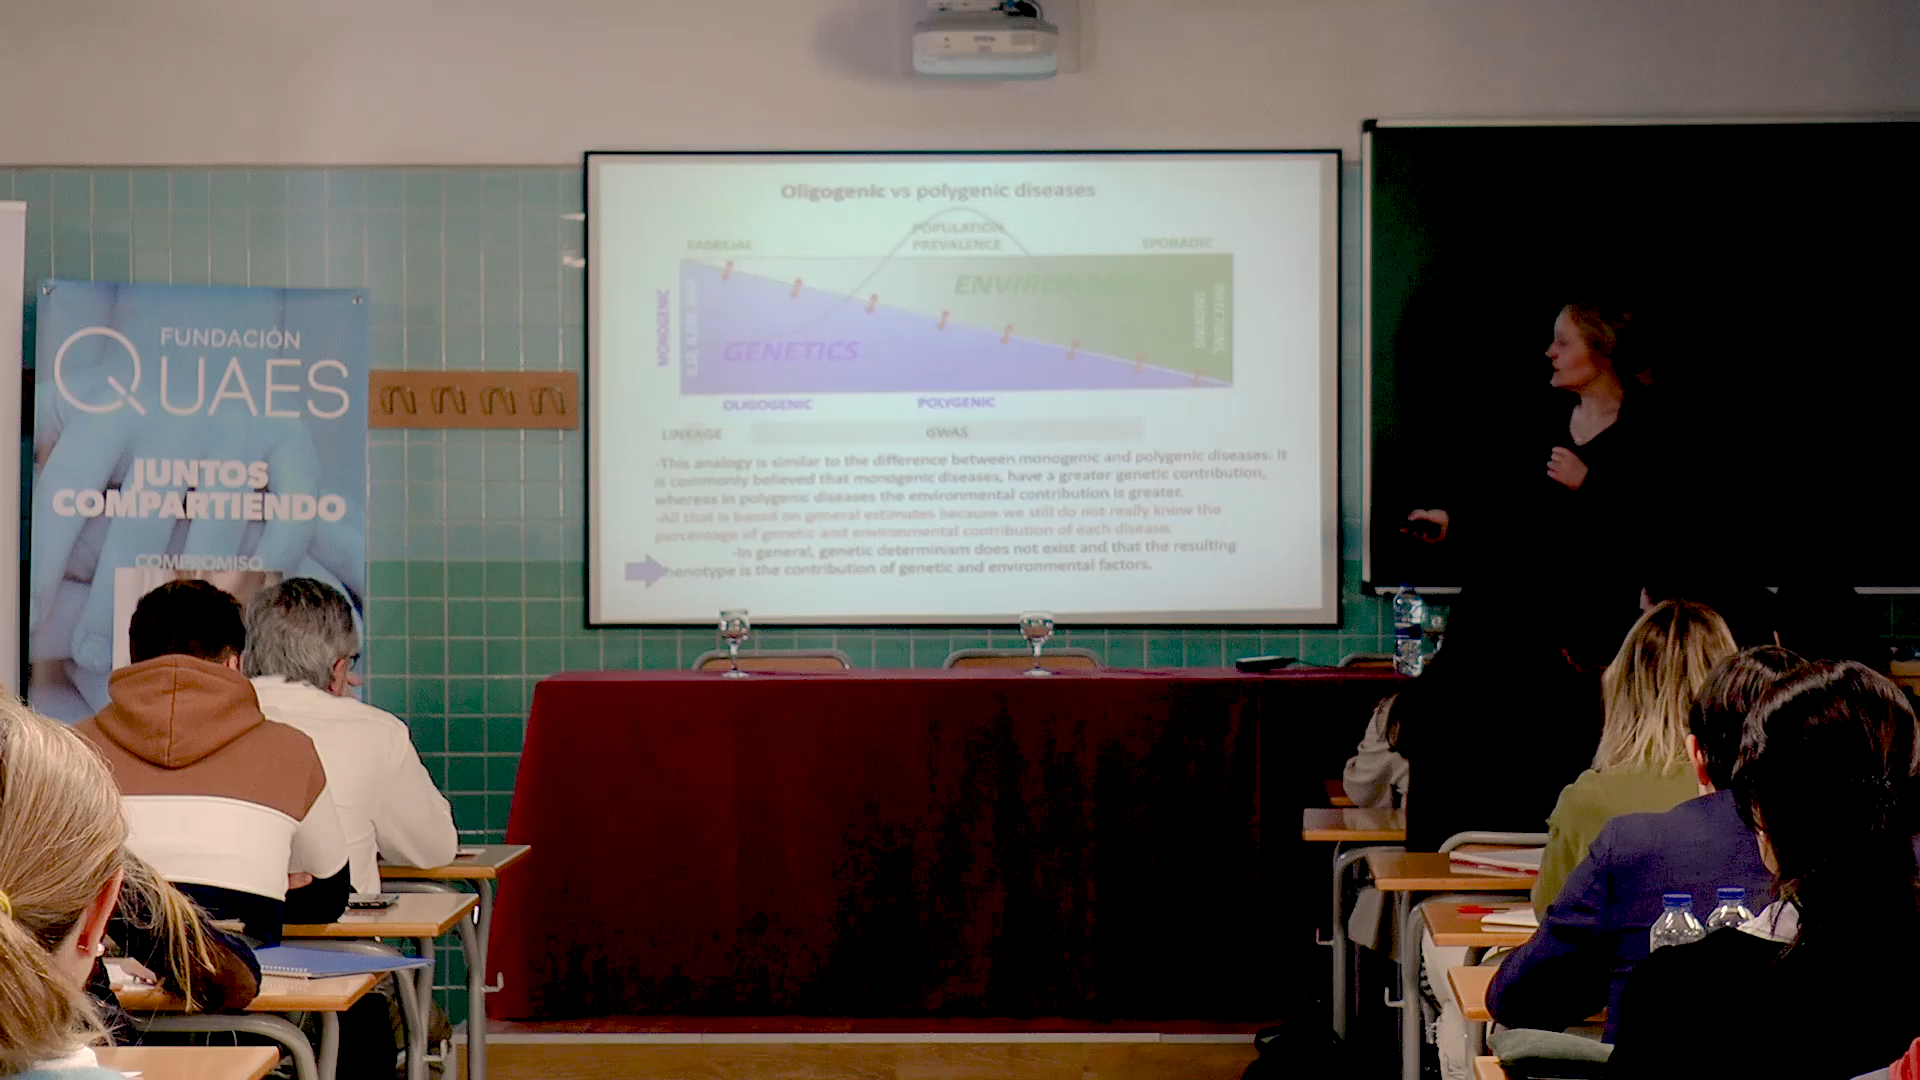 FUNDACIÓN
QUAES
JUNTOS
COMPARTIENDO
COMPROMISO
Oligogenic vs polygenic diseases
POPULATION
PREVALENCE
FAMILIAL
SPORADIC
MONOGENIC
GENETICS
OLIGOGENIC
POLYGENIC
LINKAGE
GWAS
-This analogy is similar to the difference between monogenic and polygenic diseases. It
is commonly believed that monogenic diseases, have a greater genetic contribution,
whereas in polygenic diseases the environmental contribution is greater.
-All that is based on general estimates because we still do not really know the
percentage of genetic and environmental contribution of each disease.
-In general, genetic determinism does not exist and that the resulting
henotype is the contribution of genetic and environmental factors.